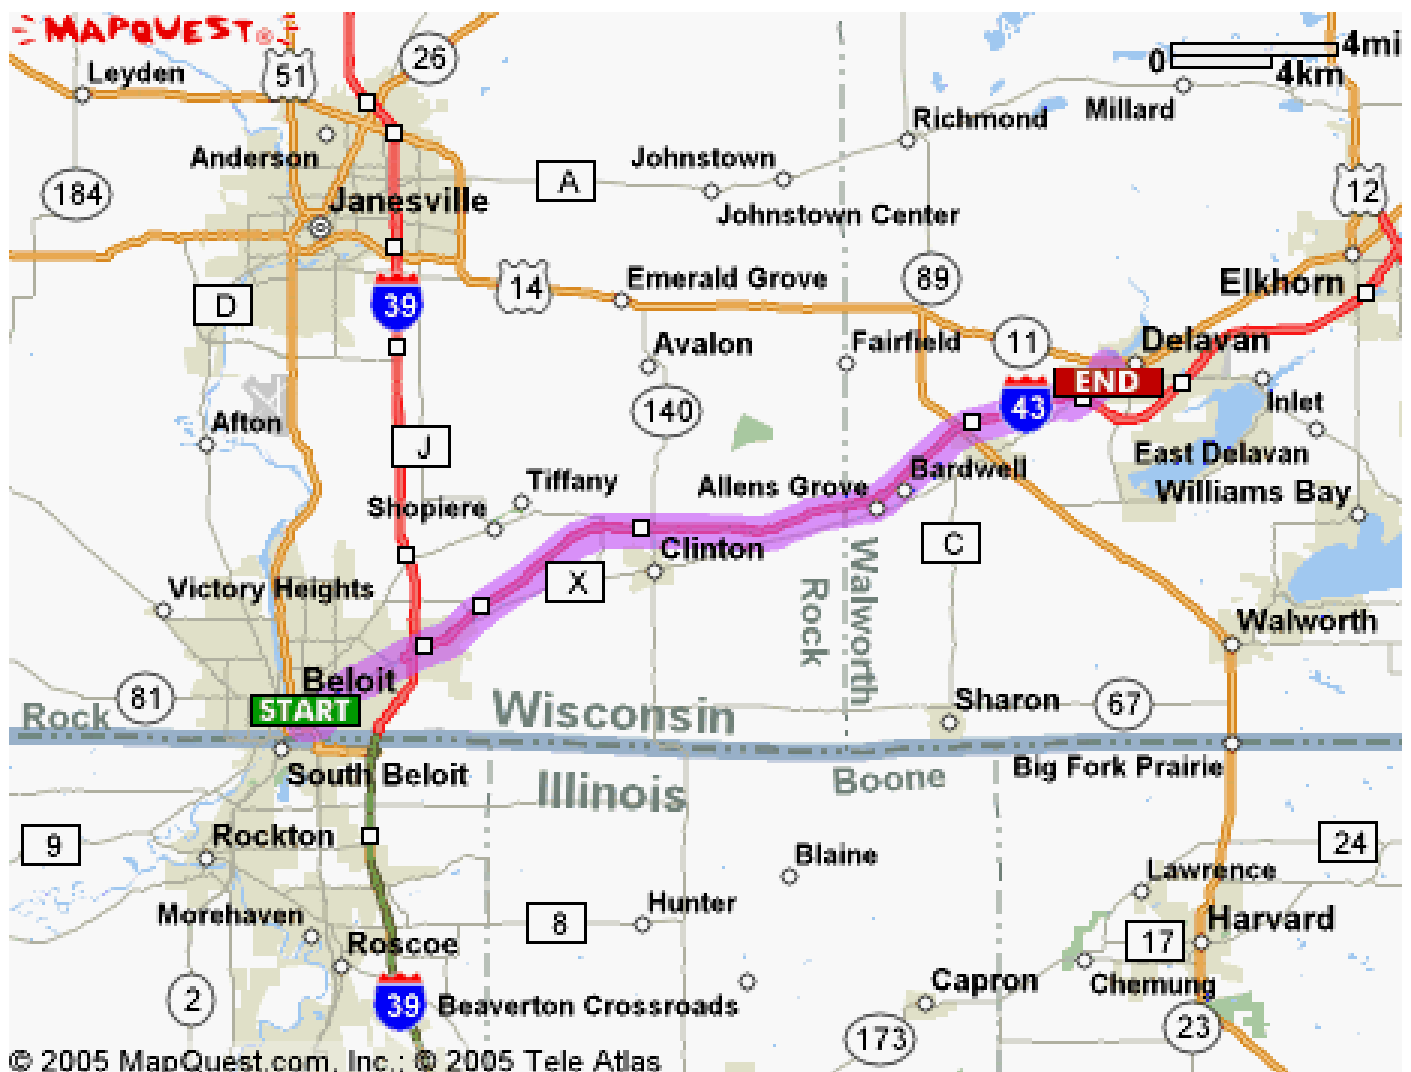 MAPQUEST®
Leyden
51
26
0
4mi
4km
Millard
Richmond
Anderson
Johnstown
184
A
12
Janesville
Johnstown Center
D
39
14
Emerald Grove
89
Elkhorn
Avalon
Fairfield
11
Delavan
END
140
43
Inlet
Afton
J
East Delavan
Bardwell
Tiffany
Allens Grove
Williams Bay
Shopiere
C
Clinton
X
Victory Heights
Rock
Walworth
Walworth
Beloit
81
START
Rock
Wisconsin
Sharon
67
South Beloit
Illinois
Boone
Big Fork Prairie
9
Rockton
24
Blaine
Lawrence
Morehaven
8
Hunter
Harvard
17
Roscoe
Capron
Chemung
2
39
Beaverton Crossroads
173
23
© 2005 MapQuest.com, Inc.; © 2005 Tele Atlas